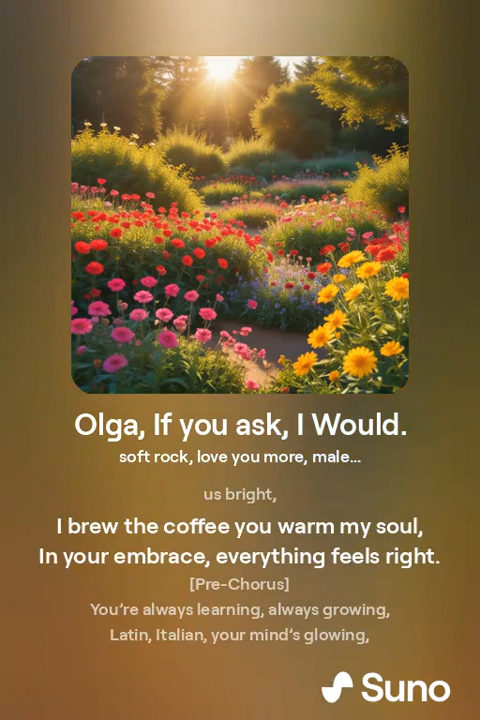 Olga, If you ask, I Would.
soft rock, love you more, male...
us bright,
I brew the coffee you warm my soul,
In your embrace, everything feels right.
[Pre-Chorus]
You’re always learning, always growing,
Latin, Italian, your mind’s glowing,
Suno